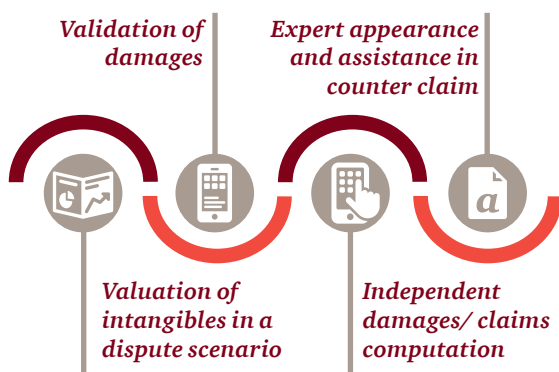 Validation of
damages
Expert appearance
and assistance in
counter claim
a
Valuation of
intangibles in a
dispute scenario
Independent
damages/ claims
computation